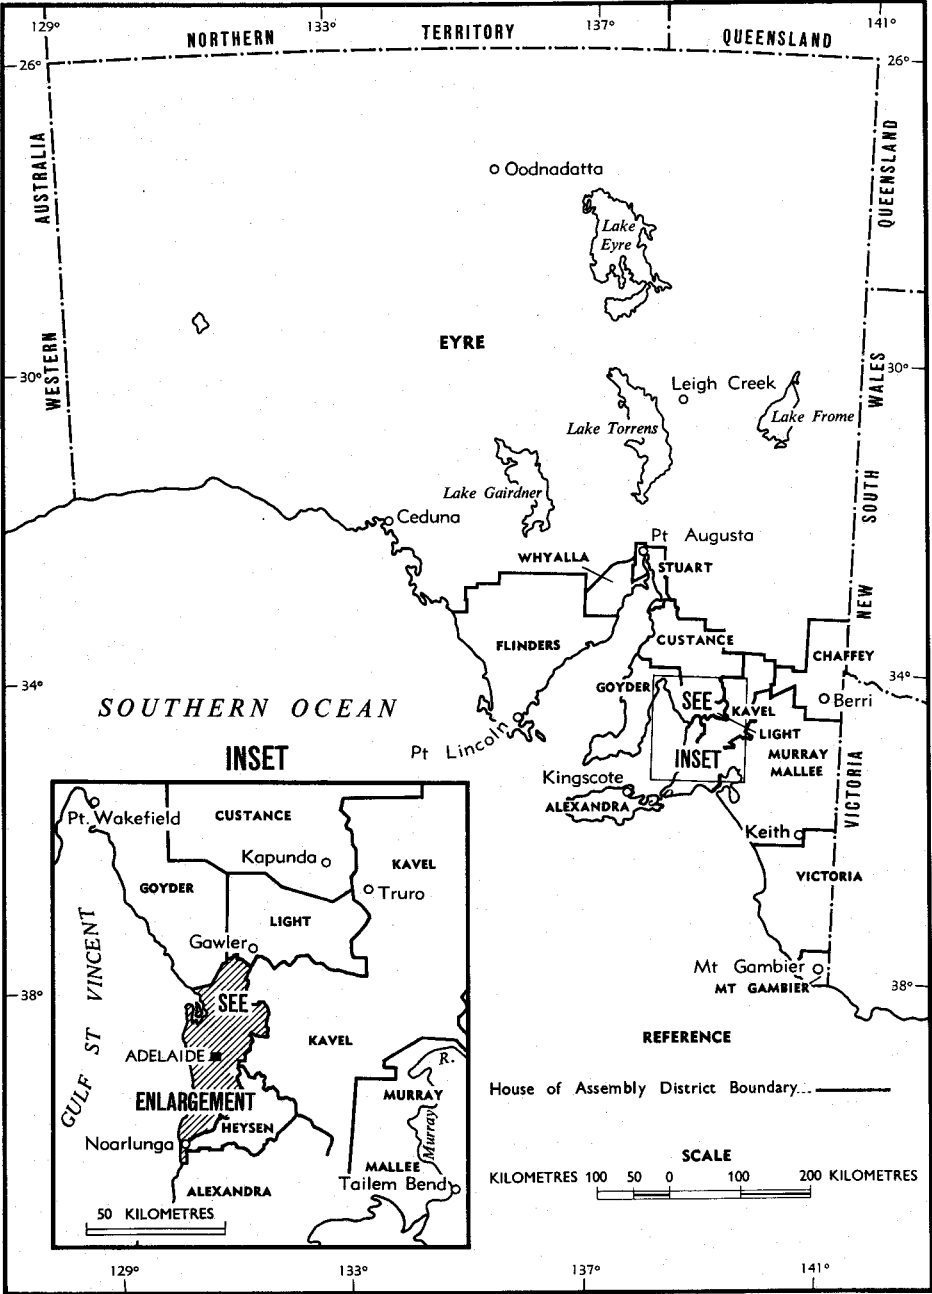 129° 133° 137° 141°
NORTHERN TERRITORY QUEENSLAND
26° 26°
WESTERN AUSTRALIA
QUEENSLAND
Oodnadatta
Lake
Eyre
EYRE
30° 30°
NEW SOUTH WALES
Leigh Creek
Lake Frome
Lake Torrens
Lake Gairdner
Ceduna
Pt Augusta
WHYALLA
STUART
FLINDERS
CUSTANCE
CHAFFEY
34° 34°
GOYDER
SEE
INSET
KAVEL
Berri
LIGHT
MURRAY
MALLEE
SOUTHERN OCEAN
Pt Lincoln
Kingscote
ALEXANDRA
VICTORIA
Keith
VICTORIA
Mt Gambier
MT GAMBIER
38° 38°
INSET
Pt. Wakefield
CUSTANCE
Kapunda
KAVEL
Truro
GOYDER
LIGHT
Gawler
GULF ST VINCENT
SEE
ENLARGEMENT
ADELAIDE
KAVEL
R.
Murray
MURRAY
MALLEE
HEYSEN
Noarlunga
Tailem Bend
ALEXANDRA
50 KILOMETRES
REFERENCE
House of Assembly District Boundary...
SCALE
KILOMETRES 100 50 0 100 200 KILOMETRES
129° 133° 137° 141°